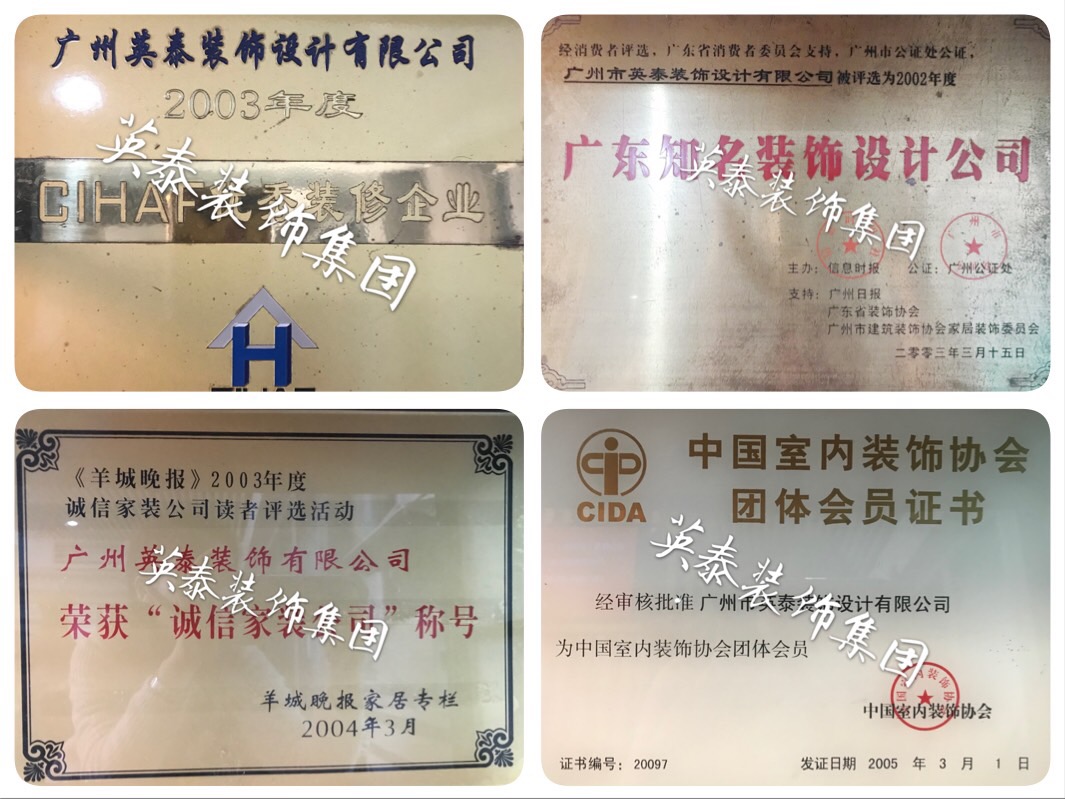 广州英泰装饰设计有限公司
2003年度
CIHAF 秀装修企业
英泰装饰集团
H
经消费者评选，广东省消费者委员会支持，广州市公证处公证，
广州市英泰装饰设计有限公司被评选为2002年度
广东知名装饰设计公司
英泰装饰集团
主办：信息时报 公证：广州公证处
支持：广州日报
广东省装饰协会
广州市建筑装饰协会家居装饰委员会
二零零三年三月十五日
《羊城晚报》2003年度
诚信家装公司读者评选活动
广州英泰装饰有限公司
荣获“诚信家装公司”称号
英泰装饰集团
羊城晚报家居专栏
2004年3月
CIDA
中国室内装饰协会
团体会员证书
英泰装饰集团
经审核批准 广州市英泰装饰设计有限公司
为中国室内装饰协会团体会员
中国室内装饰协会
证书编号：20097 发证日期 2005 年 3 月 1 日